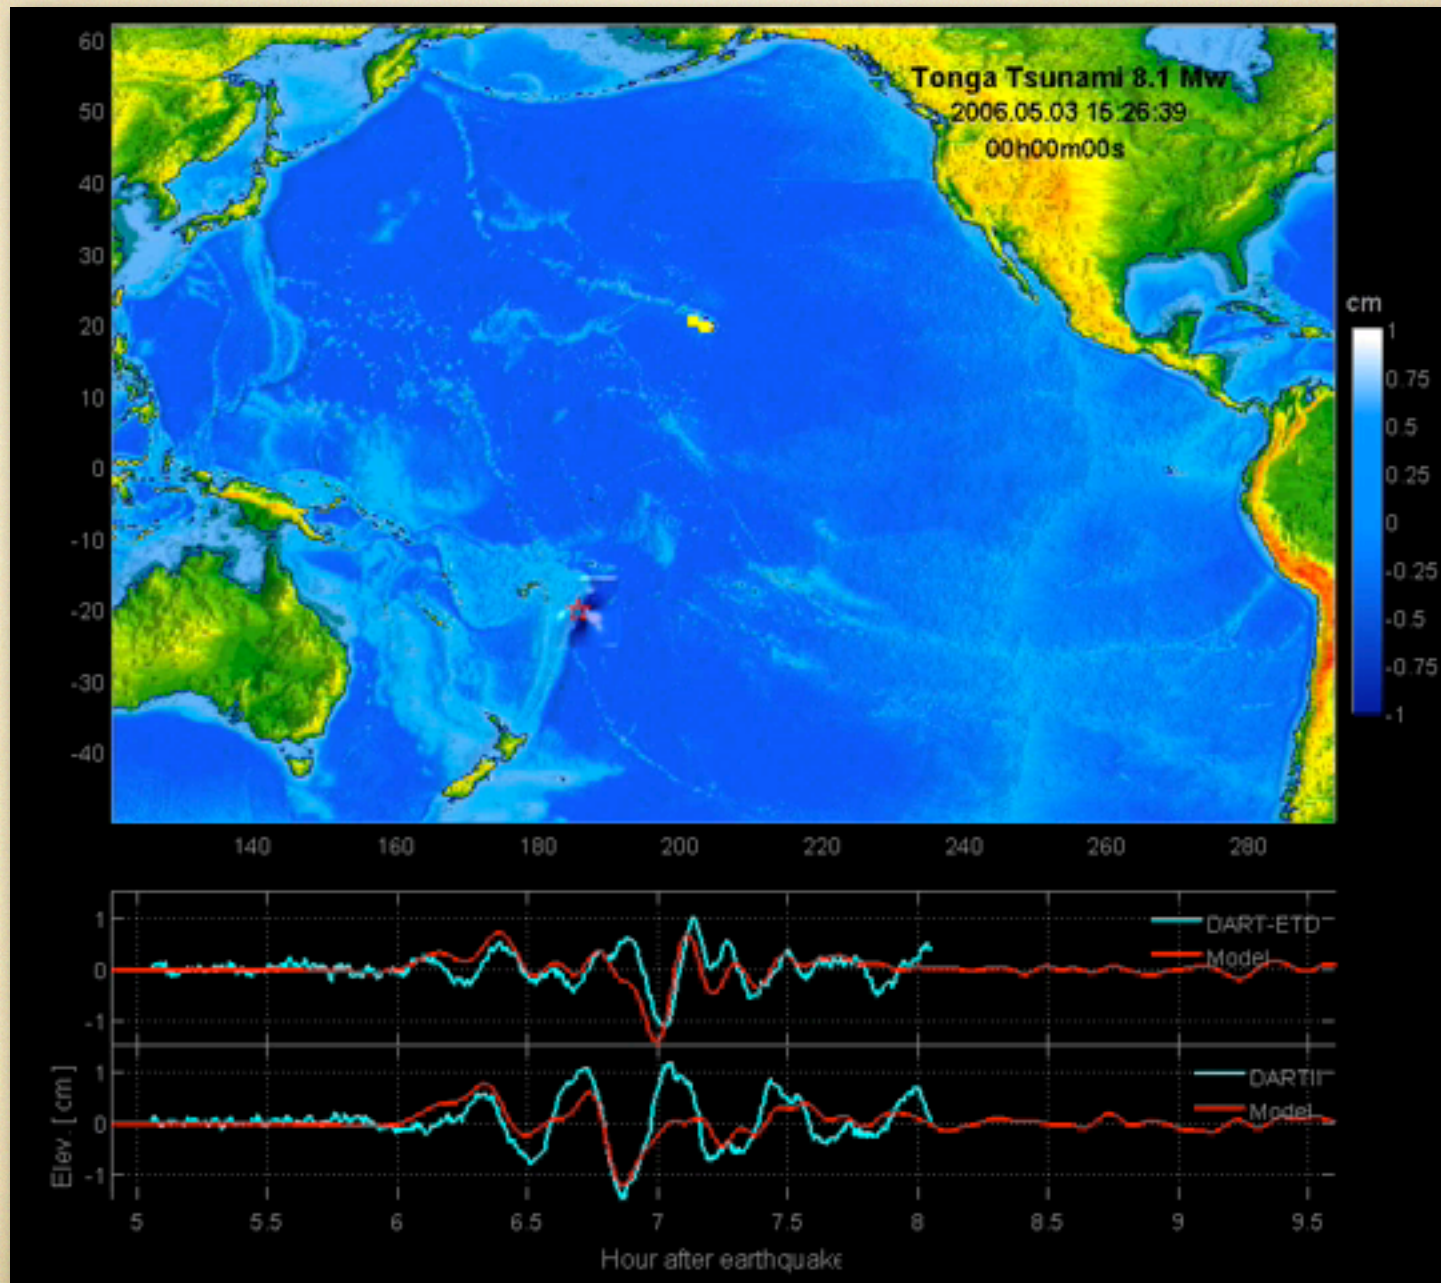 Tonga Tsunami 8.1 Mw
2006.05.03 15:26:39
00h00m00s
60
50
40
30
20
10
0
-10
-20
-30
-40
140 160 180 200 220 240 260 280
cm
1
0.75
0.5
0.25
0
-0.25
-0.5
-0.75
-1
1
0
-1
DART-ETD
Model
Elev. [ cm ]
1
0
-1
DARTII
Model
5 5.5 6 6.5 7 7.5 8 8.5 9 9.5
Hour after earthquake